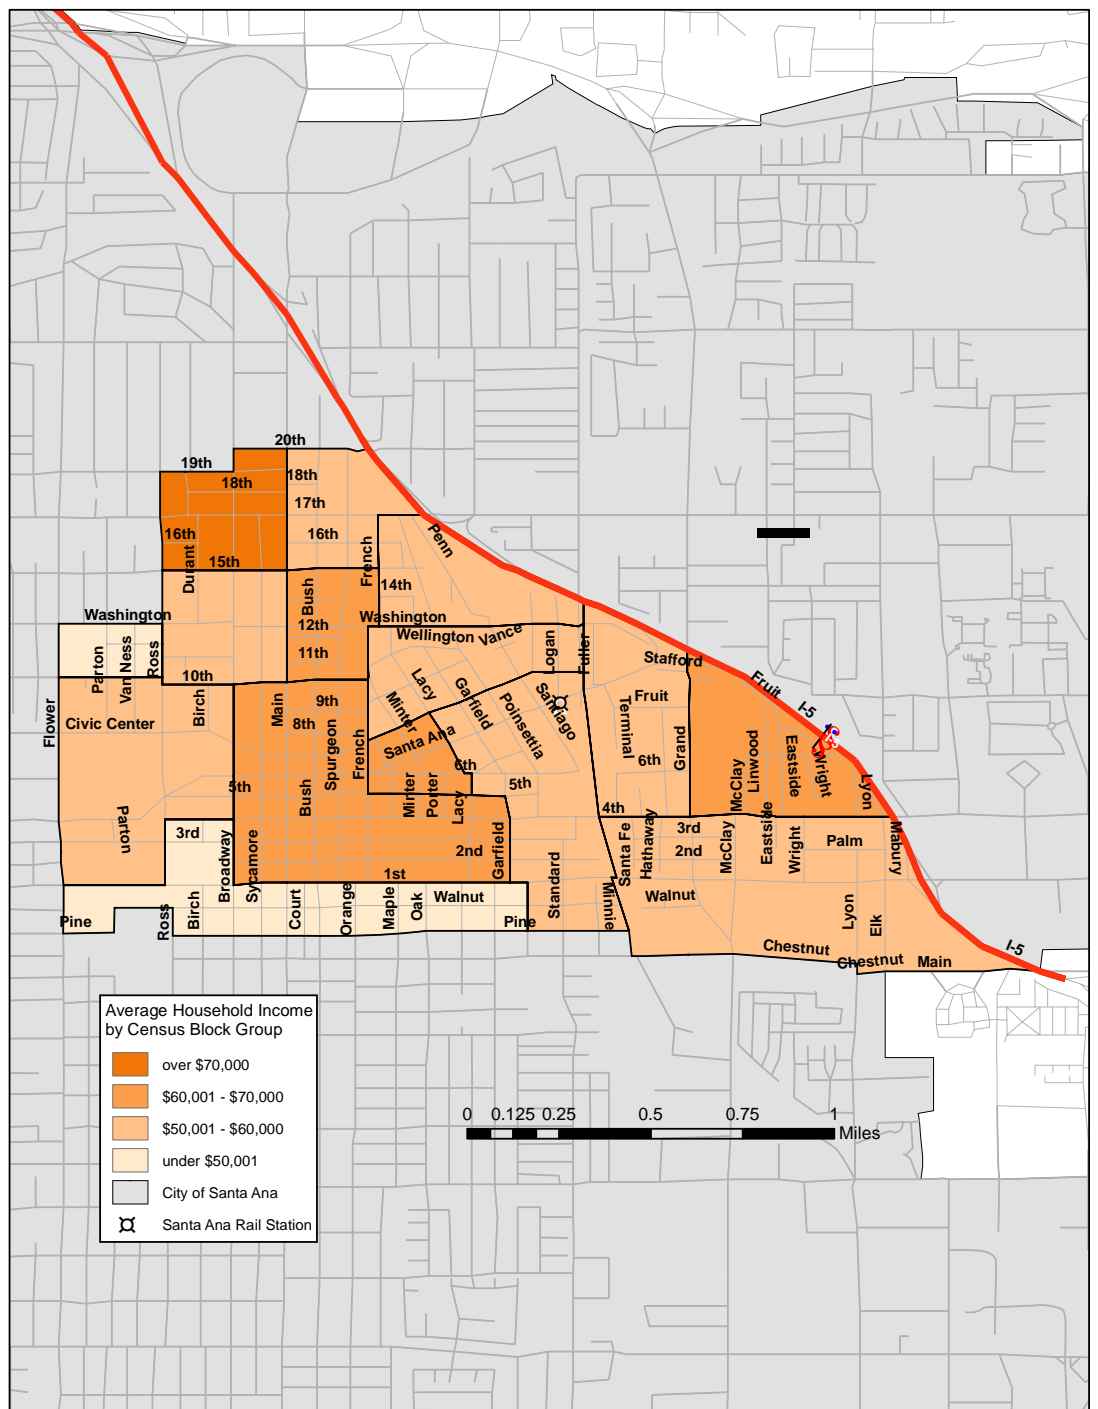 20th
19th
18th
18th
17th
16th
16th
15th
Durant
French
Penn
14th
Bush
Washington
Washington
12th
11th
Wellington
Vance
Logan
Fuller
Parton
Van Ness
Ross
10th
Stafford
Flower
Civic Center
Birch
Main
9th
8th
Spurgeon
French
Lacy
Minter
Garfield
Poinsettia
Santiago
Santa Ana
6th
Terminal
Fruit
6th
Grand
Fruit
I-5
McClay
Linwood
Eastside
Wright
Lyon
5th
Bush
Minter
Porter
Lacy
5th
4th
Parton
3rd
Broadway
Sycamore
2nd
Garfield
Santa Fe
Hathaway
3rd
2nd
McClay
Eastside
Wright
Palm
Mabury
1st
Standard
Minnie
Walnut
Pine
Ross
Birch
Court
Orange
Maple
Oak
Walnut
Pine
Lyon
Elk
Chestnut
Chestnut
Main
I-5
Average Household Income
by Census Block Group
over $70,000
$60,001 - $70,000
$50,001 - $60,000
under $50,001
City of Santa Ana
Santa Ana Rail Station
0 0.125 0.25 0.5 0.75 1
Miles